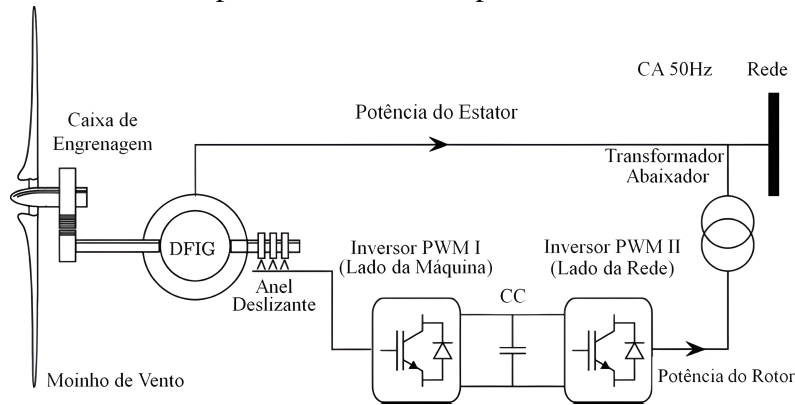 CA 50Hz
Rede
Potência do Estator
Caixa de
Engrenagem
Transformador
Abaixador
DFIG
Inversor PWM I
(Lado da Máquina)
Inversor PWM II
(Lado da Rede)
Anel
Deslizante
CC
Moinho de Vento
Potência do Rotor